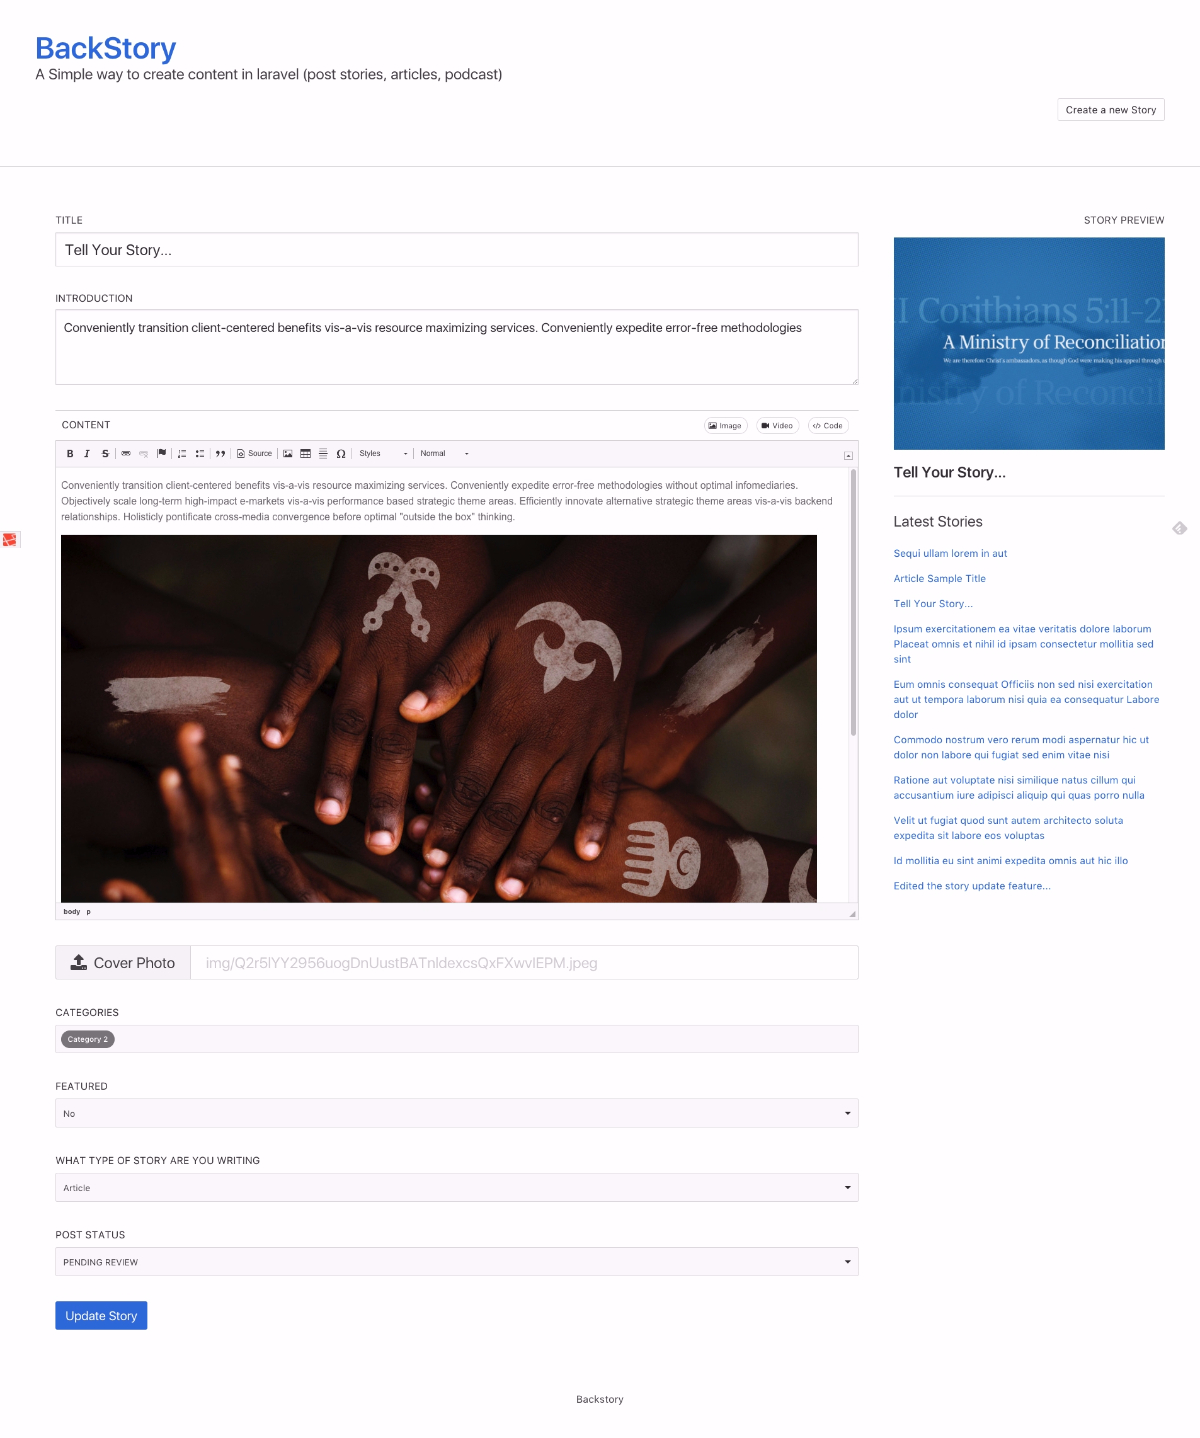 BackStory
A Simple way to create content in laravel (post stories, articles, podcast)
Create a new Story
TITLE
Tell Your Story...
INTRODUCTION
Conveniently transition client-centered benefits vis-a-vis resource maximizing services. Conveniently expedite error-free methodologies
CONTENT
Image
Video
Code
B I S
Source
Ω
Styles
Normal
Conveniently transition client-centered benefits vis-a-vis resource maximizing services. Conveniently expedite error-free methodologies without optimal infomediaries.
Objectively scale long-term high-impact e-markets vis-a-vis performance based strategic theme areas. Efficiently innovate alternative strategic theme areas vis-a-vis backend
relationships. Holisticly pontificate cross-media convergence before optimal "outside the box" thinking.
body p
Cover Photo
CATEGORIES
Category 2
FEATURED
No
WHAT TYPE OF STORY ARE YOU WRITING
Article
POST STATUS
PENDING REVIEW
Update Story
STORY PREVIEW
II Corithians 5:11-2
A Ministry of Reconciliation
We are therefore Christ's ambassadors, as though God were making his appeal through
nistry of Reconcil
Tell Your Story...
Latest Stories
Sequi ullam lorem in aut
Article Sample Title
Tell Your Story...
Ipsum exercitationem ea vitae veritatis dolore laborum
Placeat omnis et nihil id ipsam consectetur mollitia sed
sint
Eum omnis consequat Officiis non sed nisi exercitation
aut ut tempora laborum nisi quia ea consequatur Labore
dolor
Commodo nostrum vero rerum modi aspernatur hic ut
dolor non labore qui fugiat sed enim vitae nisi
Ratione aut voluptate nisi similique natus cillum qui
accusantium iure adipisci aliquip qui quas porro nulla
Velit ut fugiat quod sunt autem architecto soluta
expedita sit labore eos voluptas
Id mollitia eu sint animi expedita omnis aut hic illo
Edited the story update feature...
Backstory